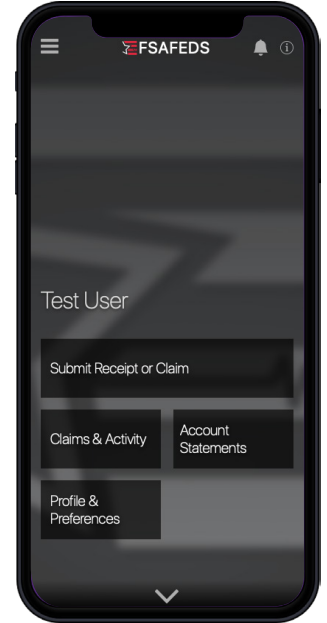 FSAFEDS
Test User
Submit Receipt or Claim
Claims & Activity
Account
Statements
Profile &
Preferences